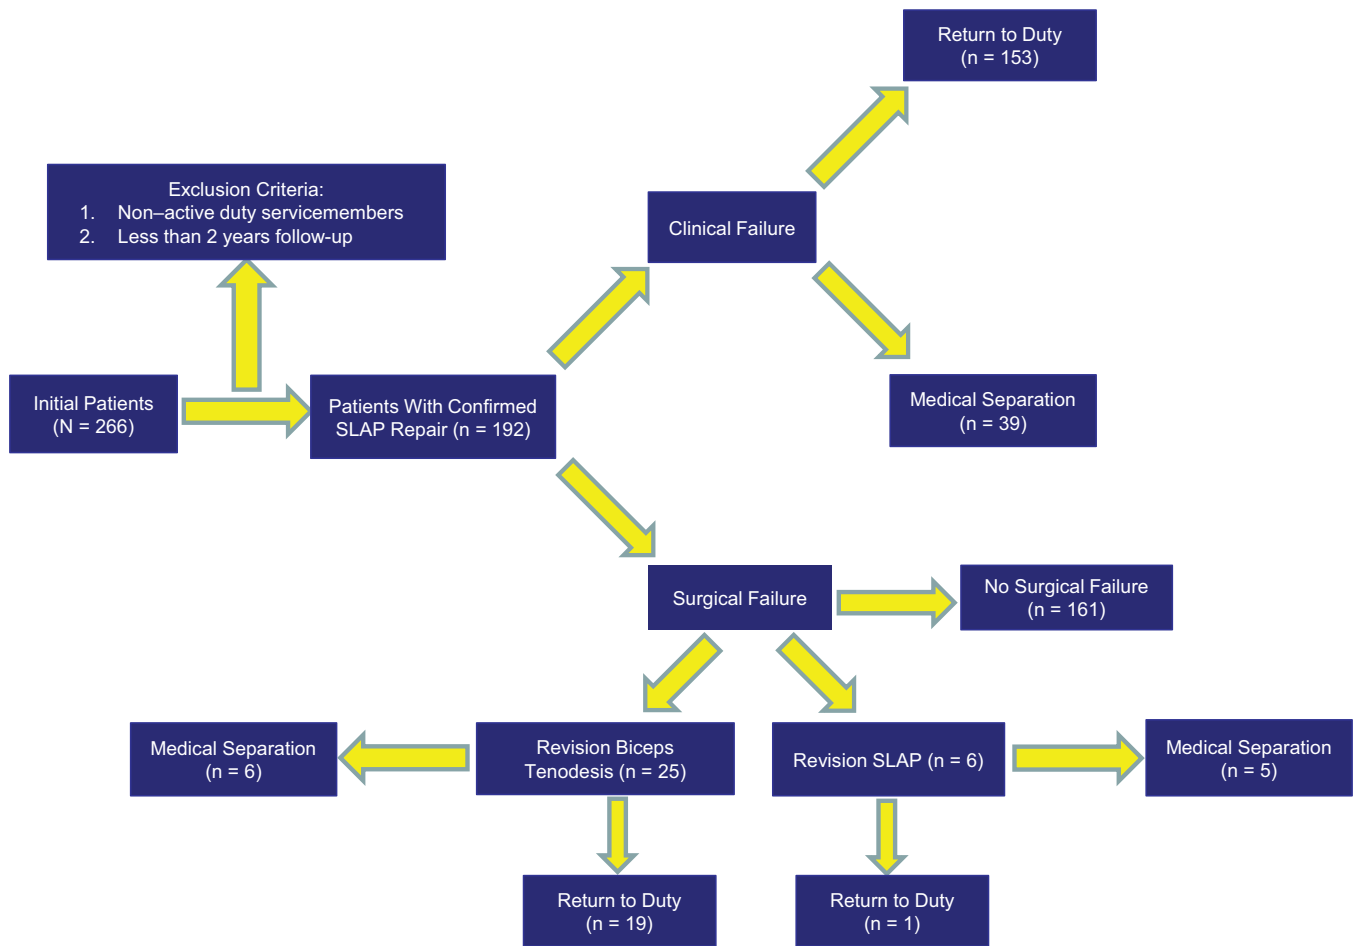 Return to Duty
(n = 153)
Exclusion Criteria:
1. Non–active duty servicemembers
2. Less than 2 years follow-up
Clinical Failure
Initial Patients
(N = 266)
Patients With Confirmed
SLAP Repair (n = 192)
Medical Separation
(n = 39)
Surgical Failure
No Surgical Failure
(n = 161)
Medical Separation
(n = 6)
Revision Biceps
Tenodesis (n = 25)
Revision SLAP (n = 6)
Medical Separation
(n = 5)
Return to Duty
(n = 19)
Return to Duty
(n = 1)